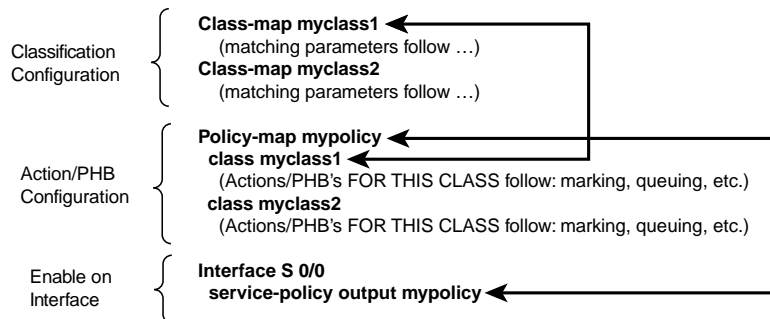 Classification
Configuration
Class-map myclass1
(matching parameters follow …)
Class-map myclass2
(matching parameters follow …)
Action/PHB
Configuration
Policy-map mypolicy
class myclass1
(Actions/PHB's FOR THIS CLASS follow: marking, queuing, etc.)
class myclass2
(Actions/PHB's FOR THIS CLASS follow: marking, queuing, etc.)
Enable on
Interface
Interface S 0/0
service-policy output mypolicy